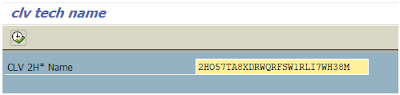 clv tech name
CLV 2H* Name 2HO57TA8XDRWQRFSW1RLI7WH38M